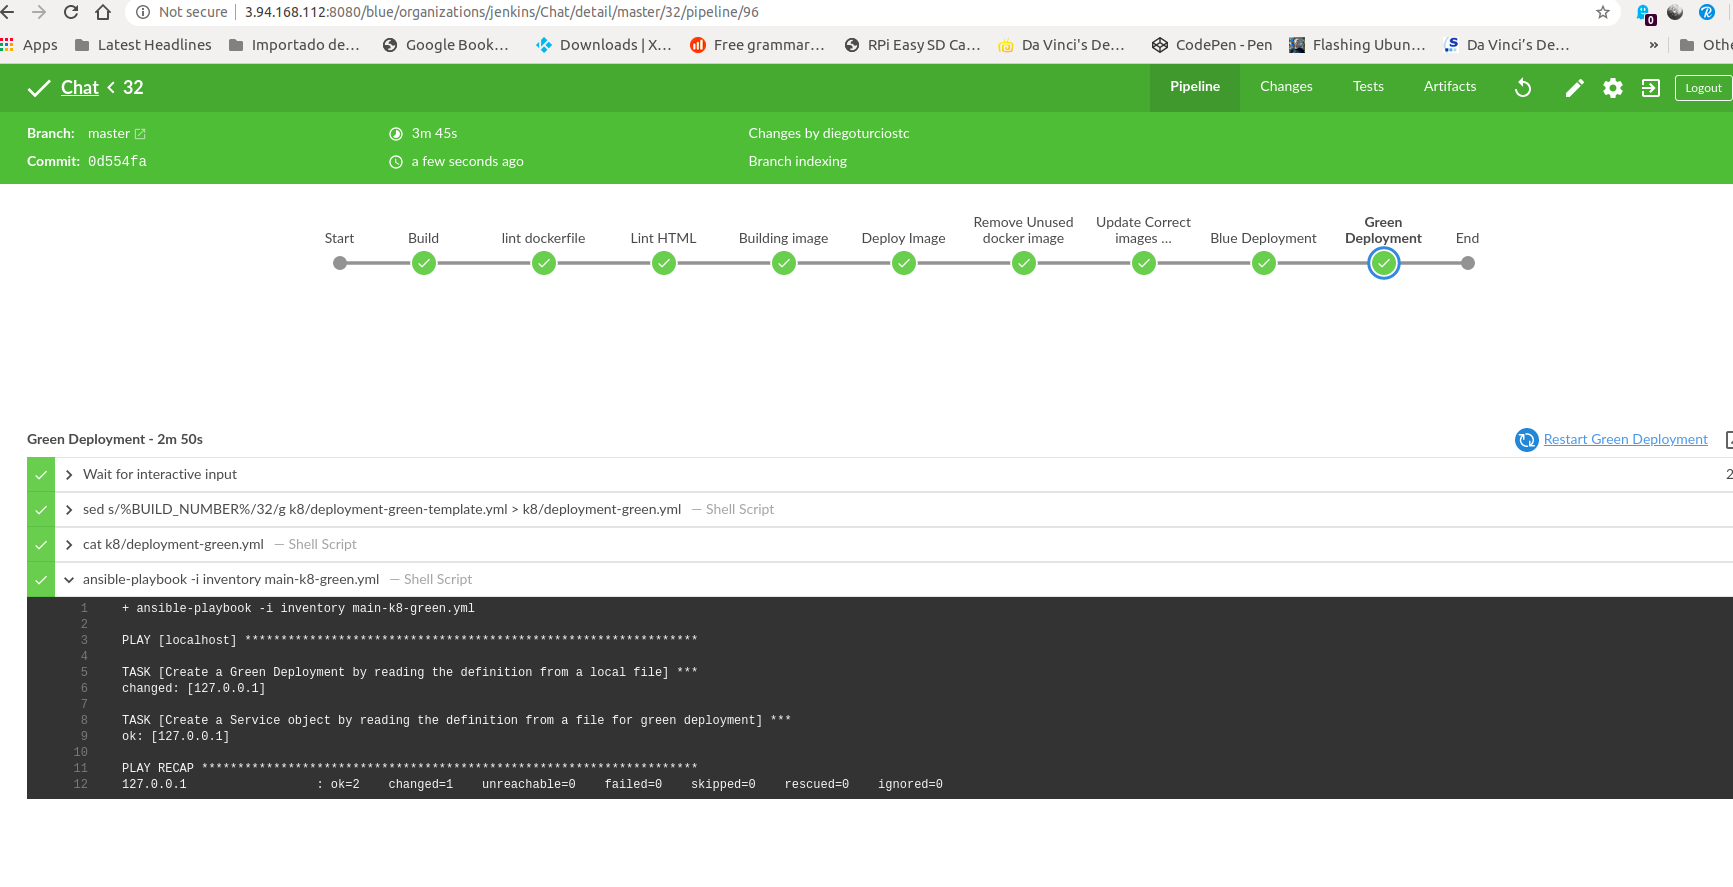 Not secure 3.94.168.112:8080/blue/organizations/jenkins/Chat/detail/master/32/pipeline/96
Apps Latest Headlines Importado de... Google Book... Downloads | X... Free grammar... RPi Easy SD Ca... Da Vinci's De... CodePen - Pen Flashing Ubun... Da Vinci's De... » Othe
Chat < 32 Pipeline Changes Tests Artifacts Logout
Branch: master 3m 45s Changes by diegoturciostc
Commit: 0d554fa a few seconds ago Branch indexing
Remove Unused Update Correct Green
Start Build lint dockerfile Lint HTML Building image Deploy Image docker image images ... Blue Deployment Deployment End
Green Deployment - 2m 50s Restart Green Deployment
Wait for interactive input 2
sed s/%BUILD_NUMBER%/32/g k8/deployment-green-template.yml > k8/deployment-green.yml — Shell Script
cat k8/deployment-green.yml — Shell Script
ansible-playbook -i inventory main-k8-green.yml — Shell Script
1 + ansible-playbook -i inventory main-k8-green.yml
2
3 PLAY [localhost] ***************************************************************
4
5 TASK [Create a Green Deployment by reading the definition from a local file] ***
6 changed: [127.0.0.1]
7
8 TASK [Create a Service object by reading the definition from a file for green deployment] ***
9 ok: [127.0.0.1]
10
11 PLAY RECAP *********************************************************************
12 127.0.0.1 : ok=2 changed=1 unreachable=0 failed=0 skipped=0 rescued=0 ignored=0